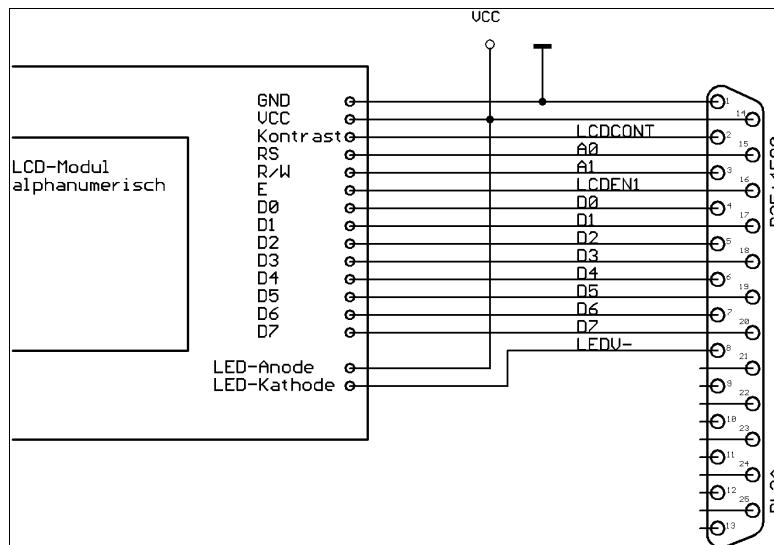 VCC
GND
VCC
Kontrast
RS
R/W
E
D0
D1
D2
D3
D4
D5
D6
D7
LED-Anode
LED-Kathode
LCD-Modul
alphanumerisch
LCDCONT
A0
A1
LCDEN1
D0
D1
D2
D3
D4
D5
D6
D7
LEDV-
1
14
2
15
3
16
4
17
5
18
6
19
7
20
8
21
9
22
10
23
11
24
12
25
13